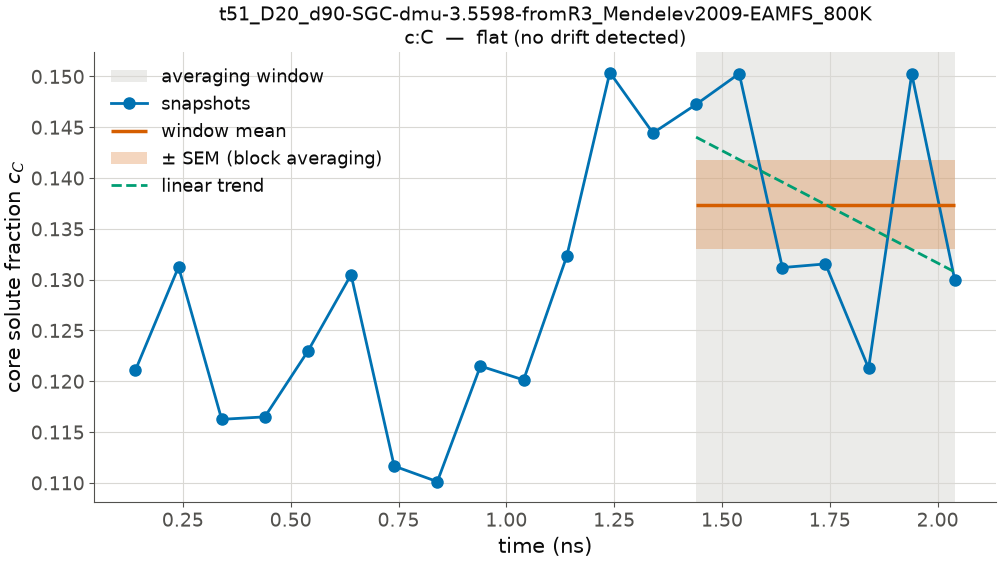 t51_D20_d90-SGC-dmu-3.5598-fromR3_Mendelev2009-EAMFS_800K
c:C — flat (no drift detected)
averaging window
snapshots
window mean
± SEM (block averaging)
linear trend
core solute fraction c_C
0.150
0.145
0.140
0.135
0.130
0.125
0.120
0.115
0.110
0.25
0.50
0.75
1.00
1.25
1.50
1.75
2.00
time (ns)